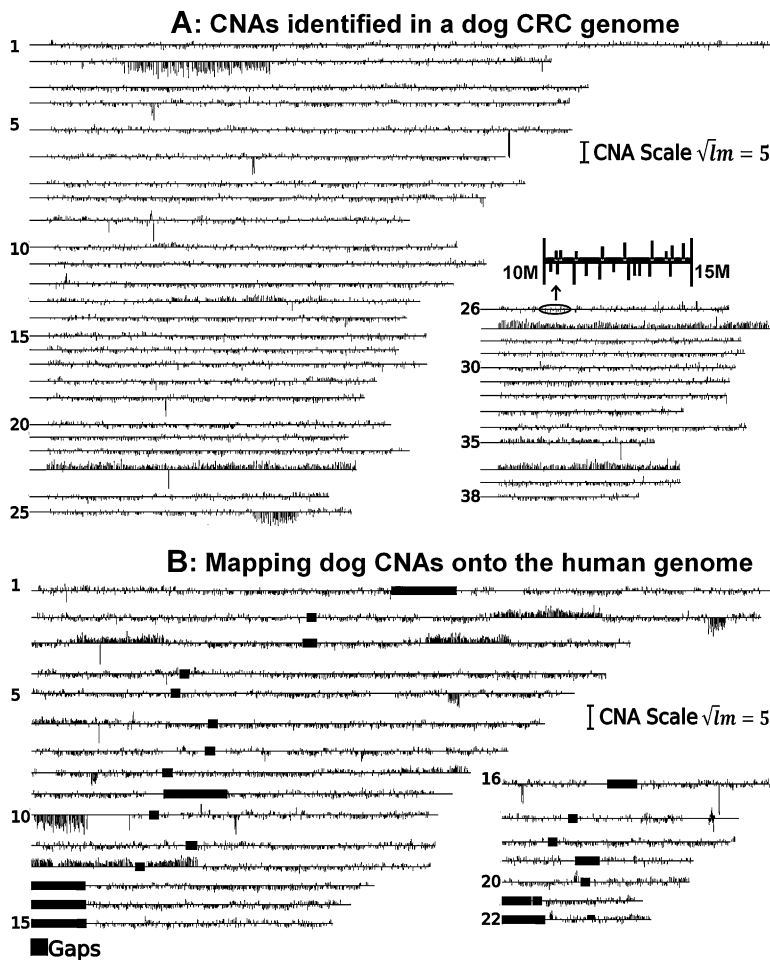 A: CNAs identified in a dog CRC genome
1
5
CNA Scale √lm = 5
10
10M
15M
26
15
30
20
35
38
25
B: Mapping dog CNAs onto the human genome
1
5
CNA Scale √lm = 5
16
10
20
15
22
Gaps